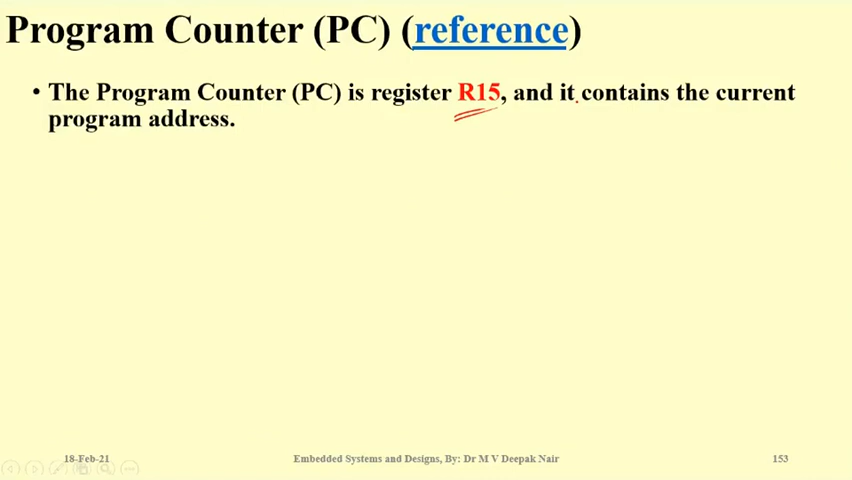 Program Counter (PC) (reference)
• The Program Counter (PC) is register R15, and it contains the current
program address.
18-Feb-21
Embedded Systems and Designs, By: Dr M V Deepak Nair
153